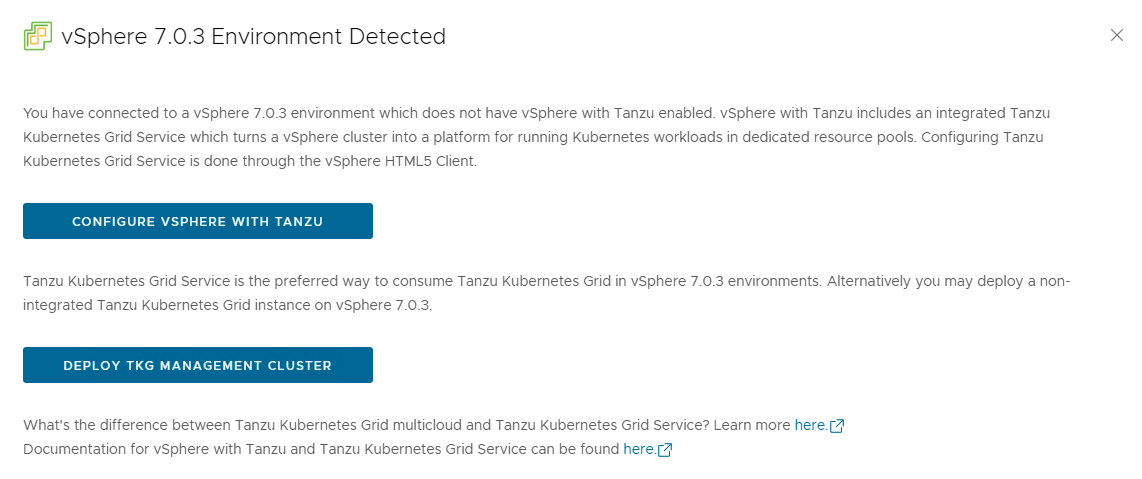 vSphere 7.0.3 Environment Detected
You have connected to a vSphere 7.0.3 environment which does not have vSphere with Tanzu enabled. vSphere with Tanzu includes an integrated Tanzu
Kubernetes Grid Service which turns a vSphere cluster into a platform for running Kubernetes workloads in dedicated resource pools. Configuring Tanzu
Kubernetes Grid Service is done through the vSphere HTML5 Client.
CONFIGURE VSPHERE WITH TANZU
Tanzu Kubernetes Grid Service is the preferred way to consume Tanzu Kubernetes Grid in vSphere 7.0.3 environments. Alternatively you may deploy a non-
integrated Tanzu Kubernetes Grid instance on vSphere 7.0.3.
DEPLOY TKG MANAGEMENT CLUSTER
What's the difference between Tanzu Kubernetes Grid multicloud and Tanzu Kubernetes Grid Service? Learn more here.
Documentation for vSphere with Tanzu and Tanzu Kubernetes Grid Service can be found here.